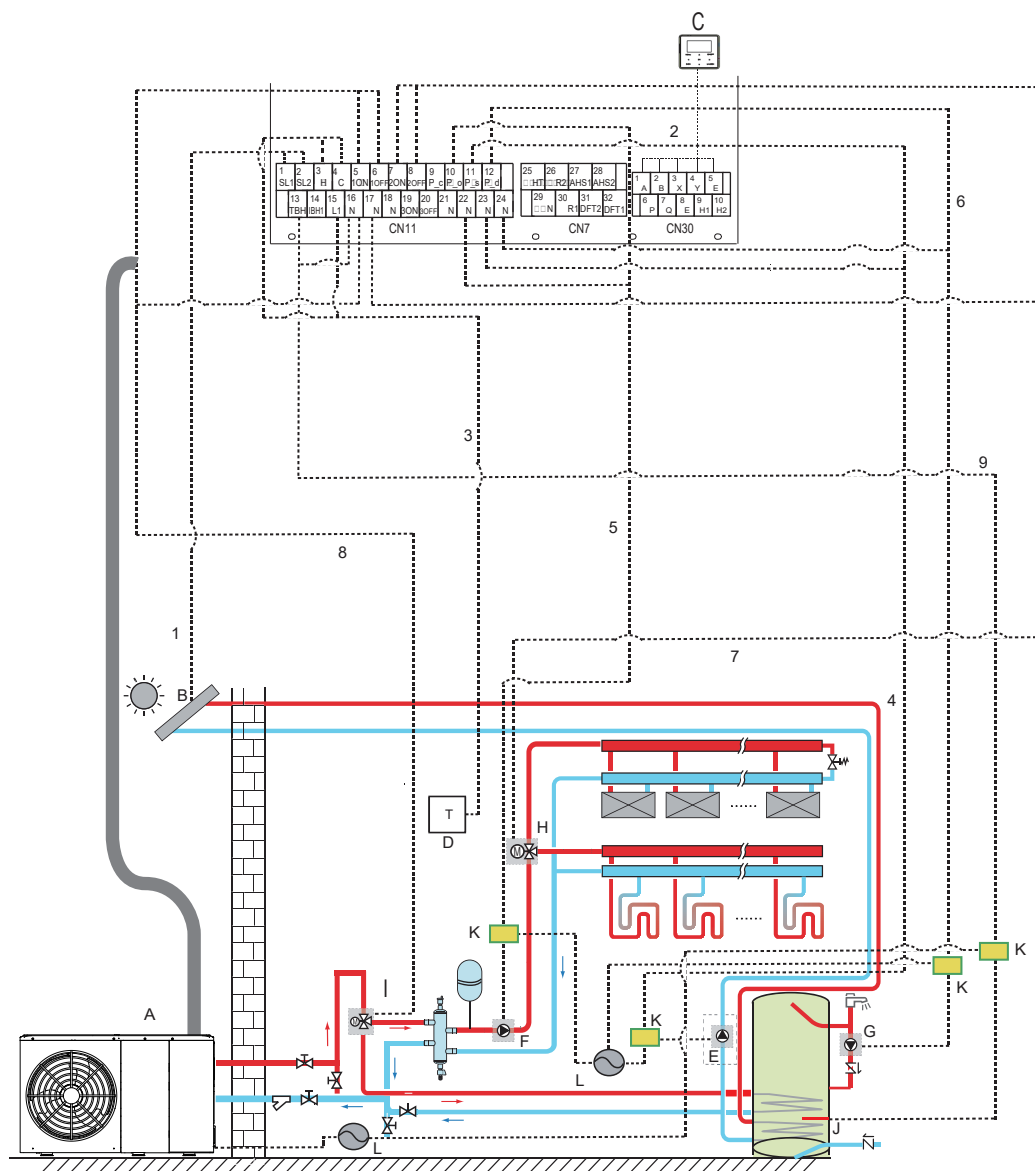 C
2
1 2 3 4 5 6 7 8 9 10 11 12
SL1 SL2 H C 1ON 1OFF 2ON 2OFF P_c P_o P_s P_d
13 14 15 16 17 18 19 20 21 22 23 24
TBH IBH1 L1 N N N 3ON 3OFF N N N N
CN11
25 26 27 28
HT R2 AHS1 AHS2
29 30 31 32
N R1 DFT2 DFT1
CN7
1 2 3 4 5
A B X Y E
6 7 8 9 10
P Q E H1 H2
CN30
6
3
9
5
8
1
7
B
4
T
D
H
M
K
K
K
A
I
M
F
K
E
G
L
J
L